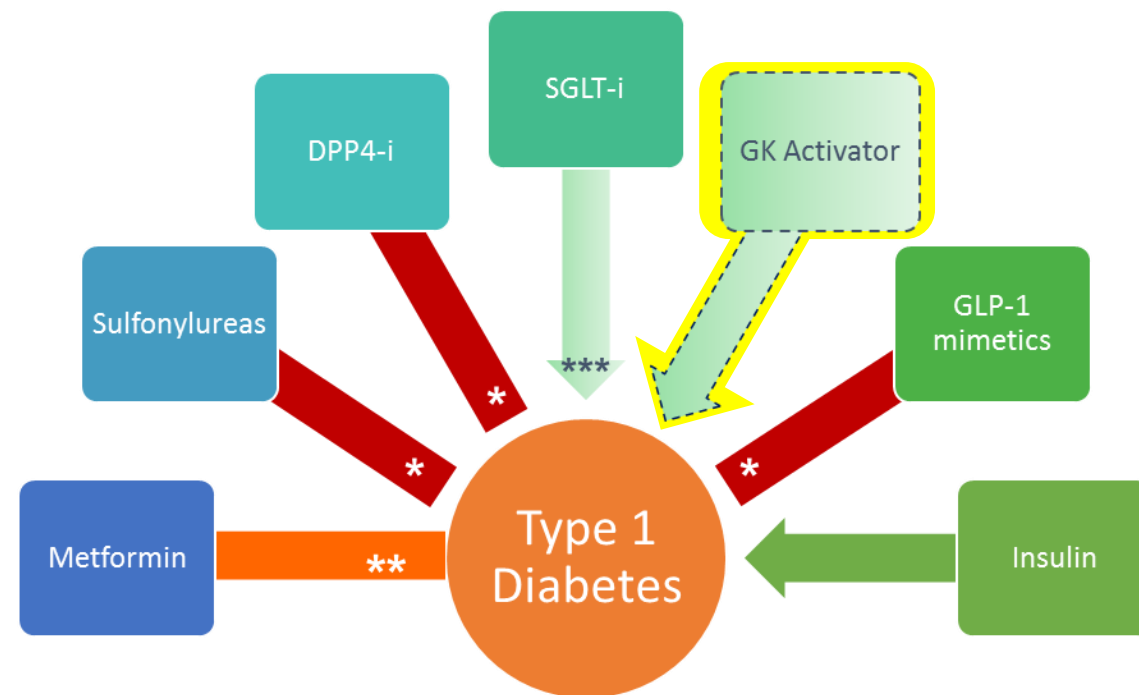 SGLT-i
DPP4-i
GK Activator
Sulfonylureas
GLP-1
mimetics
***
*
*
*
Metformin
**
Type 1
Diabetes
Insulin